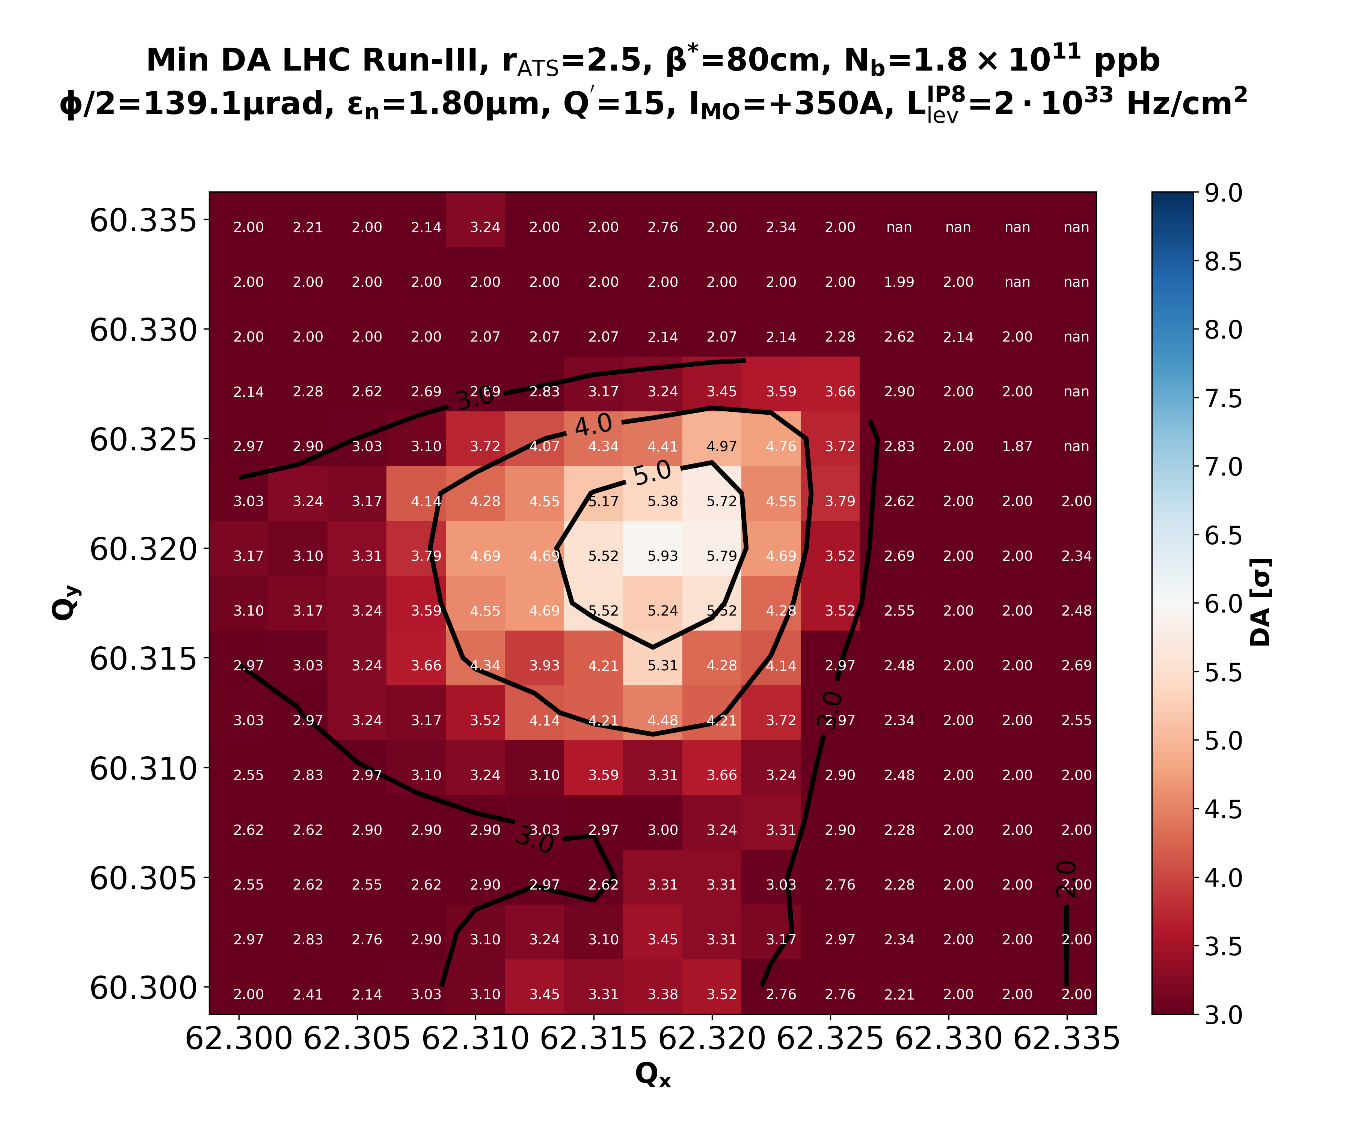 Min DA LHC Run-III, r_ATS=2.5, β*=80cm, N_b=1.8 × 10^11 ppb
ϕ/2=139.1μrad, ε_n=1.80μm, Q′=15, I_MO=+350A, L_lev^IP8=2 · 10^33 Hz/cm^2
60.335 2.00 2.21 2.00 2.14 3.24 2.00 2.00 2.76 2.00 2.34 2.00 nan nan nan nan
2.00 2.00 2.00 2.00 2.00 2.00 2.00 2.00 2.00 2.00 2.00 1.99 2.00 nan nan
60.330 2.00 2.00 2.00 2.00 2.07 2.07 2.07 2.14 2.07 2.14 2.28 2.62 2.14 2.00 nan
2.14 2.28 2.62 2.69 2.69 2.83 3.17 3.24 3.45 3.59 3.66 2.90 2.00 2.00 nan
3.0
60.325 2.97 2.90 3.03 3.10 3.72 4.07 4.34 4.41 4.97 4.76 3.72 2.83 2.00 1.87 nan
4.0
5.0
3.03 3.24 3.17 4.14 4.28 4.55 5.17 5.38 5.72 4.55 3.79 2.62 2.00 2.00 2.00
60.320 3.17 3.10 3.31 3.79 4.69 4.69 5.52 5.93 5.79 4.69 3.52 2.69 2.00 2.00 2.34
3.10 3.17 3.24 3.59 4.55 4.69 5.52 5.24 5.52 4.28 3.52 2.55 2.00 2.00 2.48
60.315 2.97 3.03 3.24 3.66 4.34 3.93 4.21 5.31 4.28 4.14 2.97 2.48 2.00 2.00 2.69
3.03 2.97 3.24 3.17 3.52 4.14 4.21 4.48 4.21 3.72 2.97 2.34 2.00 2.00 2.55
3.0
60.310 2.55 2.83 2.97 3.10 3.24 3.10 3.59 3.31 3.66 3.24 2.90 2.48 2.00 2.00 2.00
2.62 2.62 2.90 2.90 2.90 3.03 2.97 3.00 3.24 3.31 2.90 2.28 2.00 2.00 2.00
3.0
60.305 2.55 2.62 2.55 2.62 2.90 2.97 2.62 3.31 3.31 3.03 2.76 2.28 2.00 2.00 2.00
2.0
2.97 2.83 2.76 2.90 3.10 3.24 3.10 3.45 3.31 3.17 2.97 2.34 2.00 2.00 2.00
60.300 2.00 2.41 2.14 3.03 3.10 3.45 3.31 3.38 3.52 2.76 2.76 2.21 2.00 2.00 2.00
62.300 62.305 62.310 62.315 62.320 62.325 62.330 62.335
Q_x
Q_y
9.0
8.5
8.0
7.5
7.0
6.5
6.0
5.5
5.0
4.5
4.0
3.5
3.0
DA [σ]